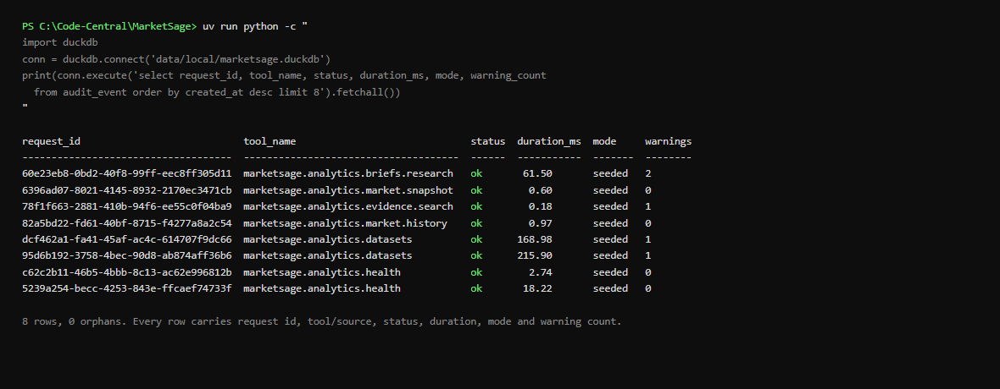 PS C:\Code-Central\MarketSage> uv run python -c "
import duckdb
conn = duckdb.connect('data/local/marketsage.duckdb')
print(conn.execute('select request_id, tool_name, status, duration_ms, mode, warning_count
  from audit_event order by created_at desc limit 8').fetchall())
"
request_id                            tool_name                              status  duration_ms  mode     warnings
------------------------------------  -------------------------------------  ------  -----------  -------  --------
60e23eb8-0bd2-40f8-99ff-eec8ff305d11  marketsage.analytics.briefs.research   ok       61.50       seeded   2
6396ad07-8021-4145-8932-2170ec3471cb  marketsage.analytics.market.snapshot   ok        0.60       seeded   0
78f1f663-2881-410b-94f6-ee55c0f04ba9  marketsage.analytics.evidence.search   ok        0.18       seeded   1
82a5bd22-fd61-40bf-8715-f4277a8a2c54  marketsage.analytics.market.history    ok        0.97       seeded   0
dcf462a1-fa41-45af-ac4c-614707f9dc66  marketsage.analytics.datasets          ok      168.98       seeded   1
95d6b192-3758-4bec-90d8-ab874aff36b6  marketsage.analytics.datasets          ok      215.90       seeded   1
c62c2b11-46b5-4bbb-8c13-ac62e996812b  marketsage.analytics.health            ok        2.74       seeded   0
5239a254-becc-4253-843e-ffcaef74733f  marketsage.analytics.health            ok       18.22       seeded   0
8 rows, 0 orphans. Every row carries request id, tool/source, status, duration, mode and warning count.